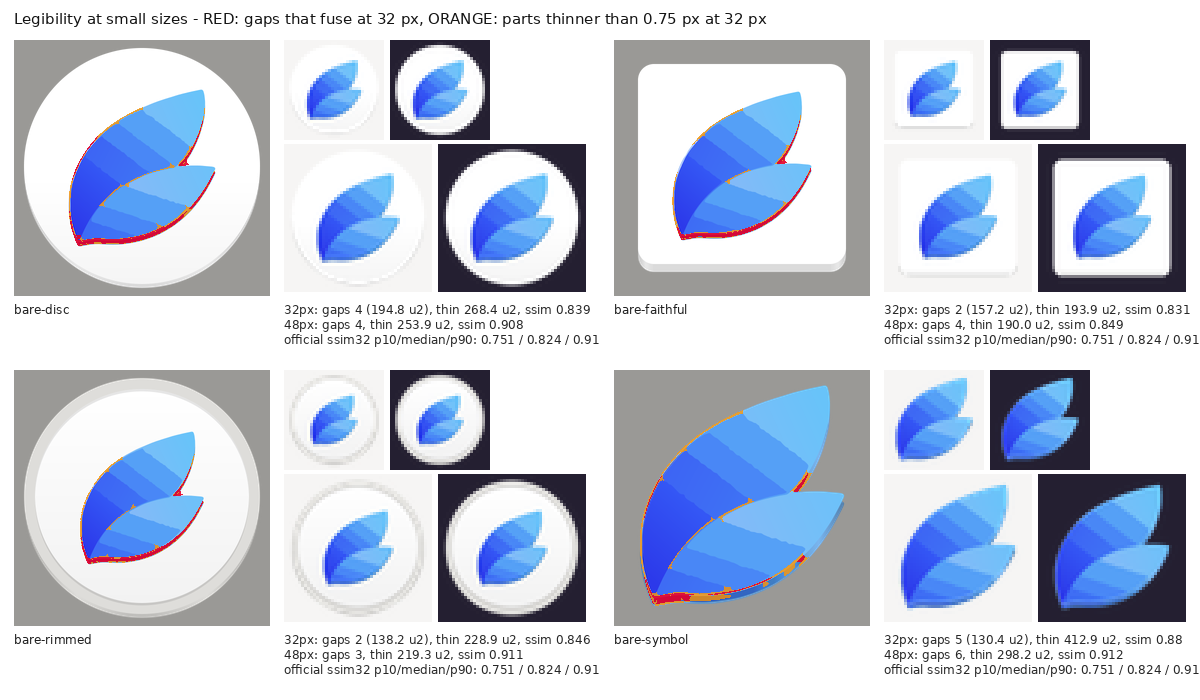 Legibility at small sizes - RED: gaps that fuse at 32 px, ORANGE: parts thinner than 0.75 px at 32 px
bare-disc
32px: gaps 4 (194.8 u2), thin 268.4 u2, ssim 0.839
48px: gaps 4, thin 253.9 u2, ssim 0.908
official ssim32 p10/median/p90: 0.751 / 0.824 / 0.91
bare-faithful
32px: gaps 2 (157.2 u2), thin 193.9 u2, ssim 0.831
48px: gaps 4, thin 190.0 u2, ssim 0.849
official ssim32 p10/median/p90: 0.751 / 0.824 / 0.91
bare-rimmed
32px: gaps 2 (138.2 u2), thin 228.9 u2, ssim 0.846
48px: gaps 3, thin 219.3 u2, ssim 0.911
official ssim32 p10/median/p90: 0.751 / 0.824 / 0.91
bare-symbol
32px: gaps 5 (130.4 u2), thin 412.9 u2, ssim 0.88
48px: gaps 6, thin 298.2 u2, ssim 0.912
official ssim32 p10/median/p90: 0.751 / 0.824 / 0.91